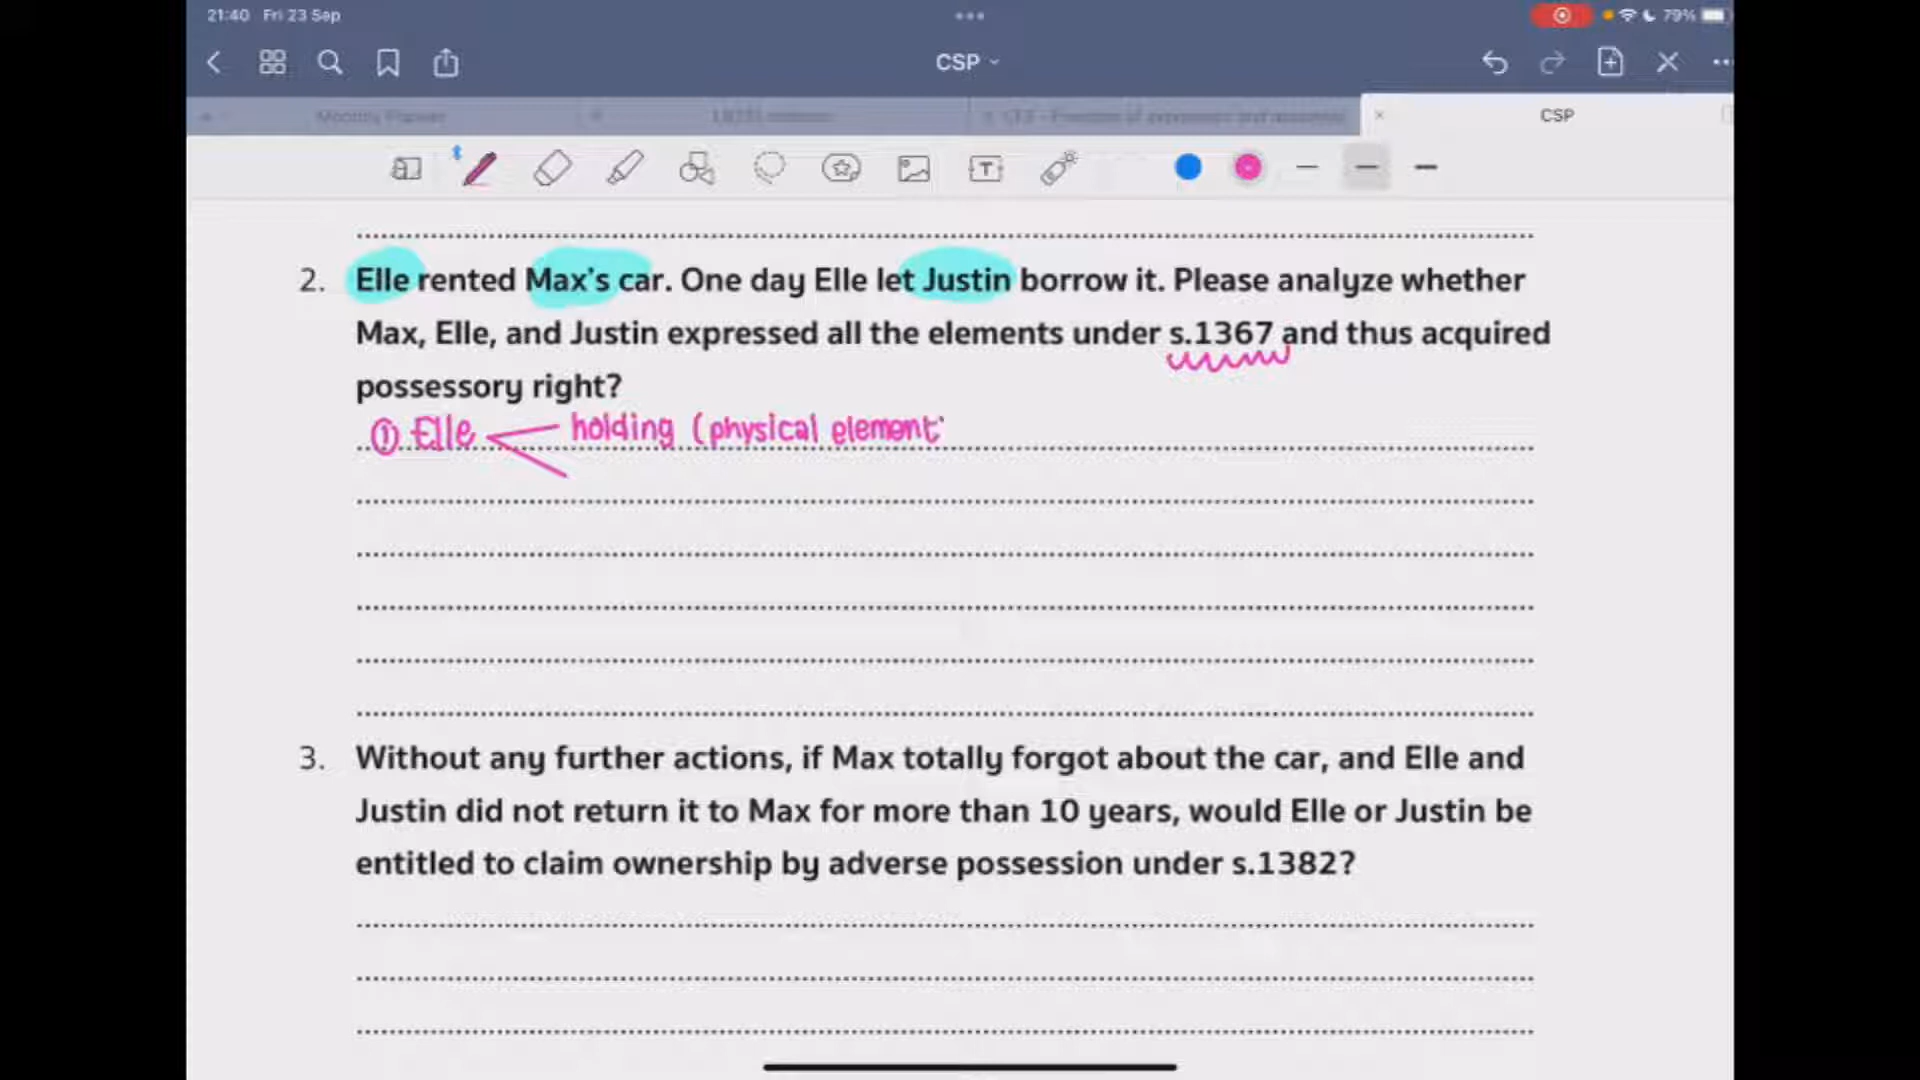 21:40 Fri 23 Sep
79%
CSP
Monthly Planner
CSP
2. Elle rented Max's car. One day Elle let Justin borrow it. Please analyze whether
Max, Elle, and Justin expressed all the elements under s.1367 and thus acquired
possessory right?
① Elle holding (physical element
3. Without any further actions, if Max totally forgot about the car, and Elle and
Justin did not return it to Max for more than 10 years, would Elle or Justin be
entitled to claim ownership by adverse possession under s.1382?